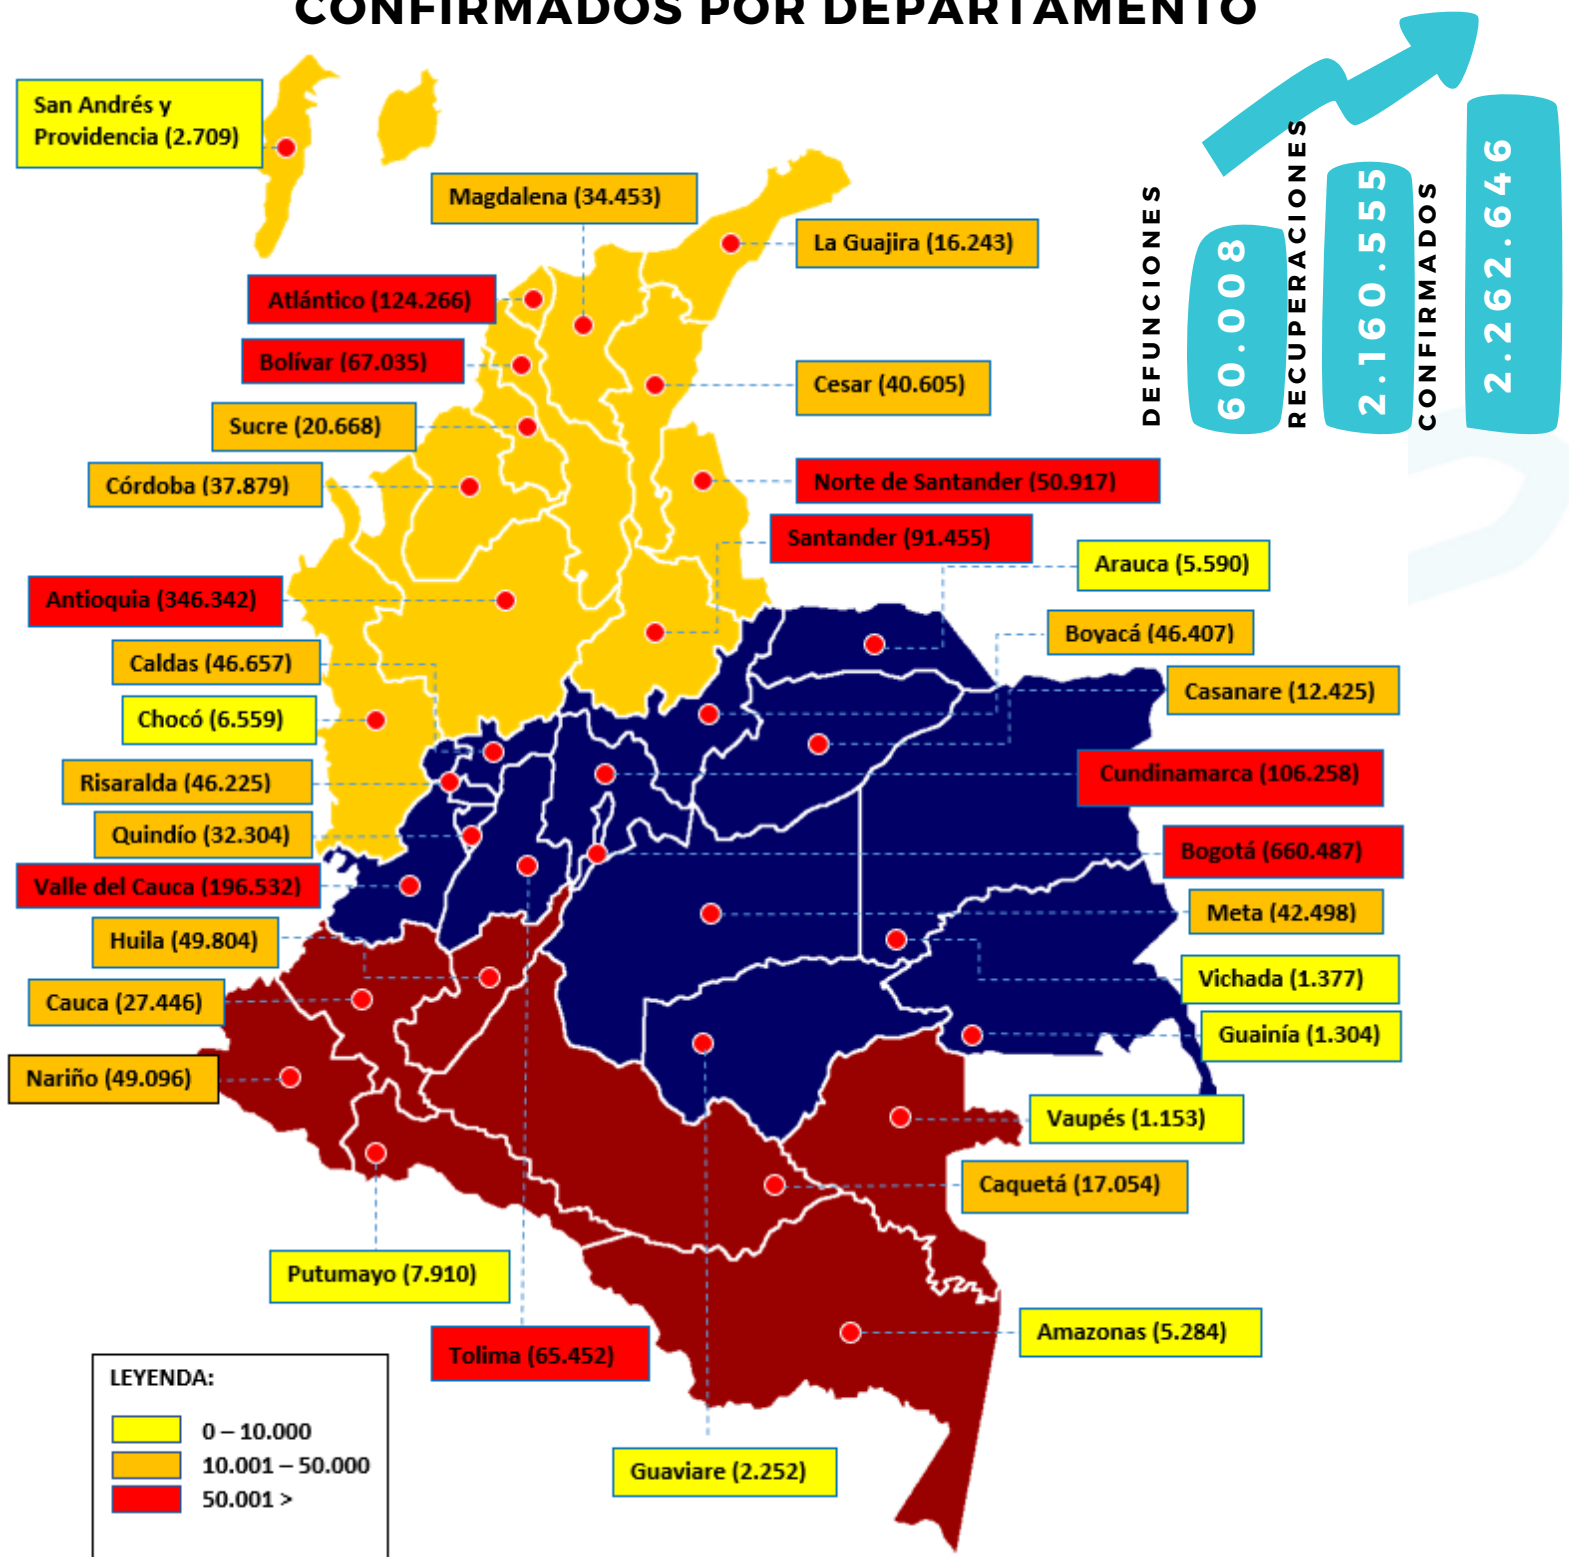 CONFIRMADOS POR DEPARTAMENTO
San Andrés y
Providencia (2.709)
Magdalena (34.453)
La Guajira (16.243)
Atlántico (124.266)
Bolívar (67.035)
Cesar (40.605)
Sucre (20.668)
Córdoba (37.879)
Norte de Santander (50.917)
Santander (91.455)
Arauca (5.590)
Antioquia (346.342)
Boyacá (46.407)
Caldas (46.657)
Casanare (12.425)
Chocó (6.559)
Cundinamarca (106.258)
Risaralda (46.225)
Quindío (32.304)
Bogotá (660.487)
Valle del Cauca (196.532)
Meta (42.498)
Huila (49.804)
Vichada (1.377)
Cauca (27.446)
Guainía (1.304)
Nariño (49.096)
Vaupés (1.153)
Caquetá (17.054)
Putumayo (7.910)
Amazonas (5.284)
Tolima (65.452)
Guaviare (2.252)
LEYENDA:
0 – 10.000
10.001 – 50.000
50.001 >
DEFUNCIONES
60.008
RECUPERACIONES
2.160.555
CONFIRMADOS
2.262.646